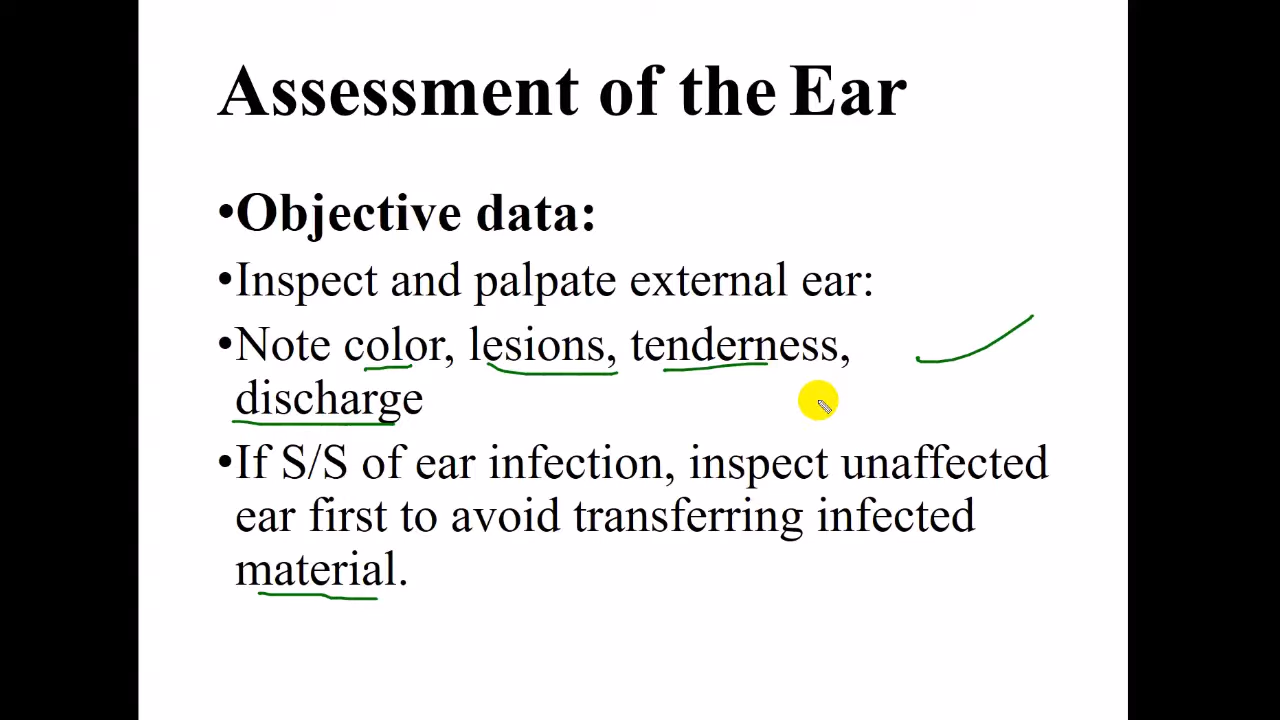 Assessment of the Ear
•Objective data:
•Inspect and palpate external ear:
•Note color, lesions, tenderness,
discharge
•If S/S of ear infection, inspect unaffected
ear first to avoid transferring infected
material.